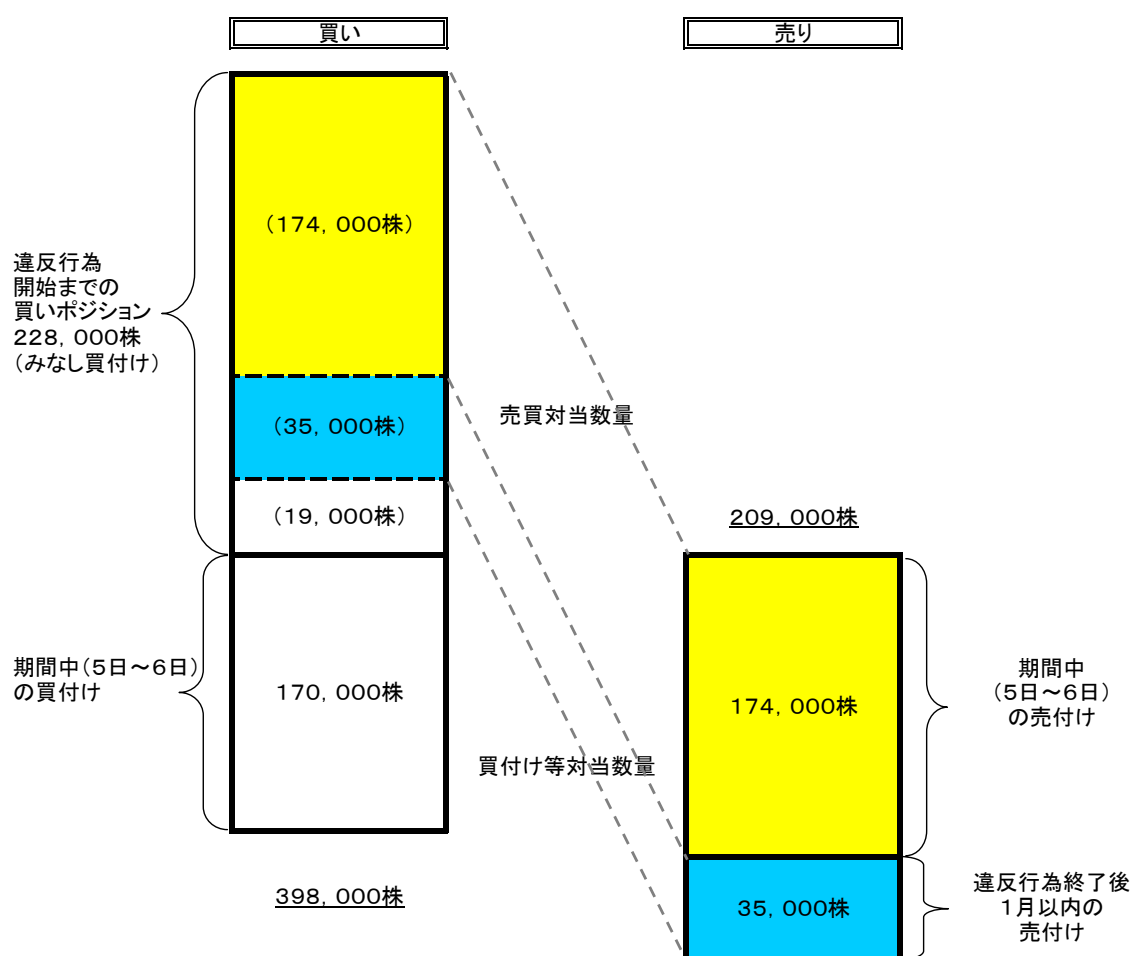 買い
売り
(174,000株)
違反行為
開始までの
買いポジション
228,000株
(みなし買付け)
(35,000株)
売買対当数量
(19,000株)
209,000株
期間中(5日～6日)
の買付け
170,000株
174,000株
期間中
(5日～6日)
の売付け
買付け等対当数量
398,000株
35,000株
違反行為終了後
1月以内の
売付け